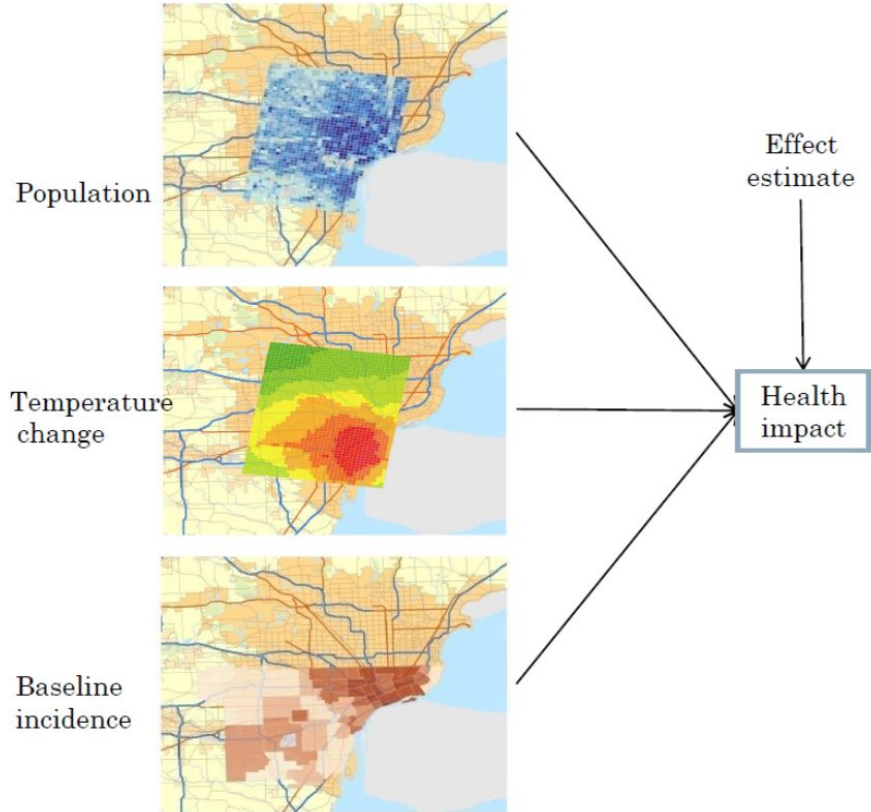 Population
Effect
estimate
Temperature
change
Health
impact
Baseline
incidence